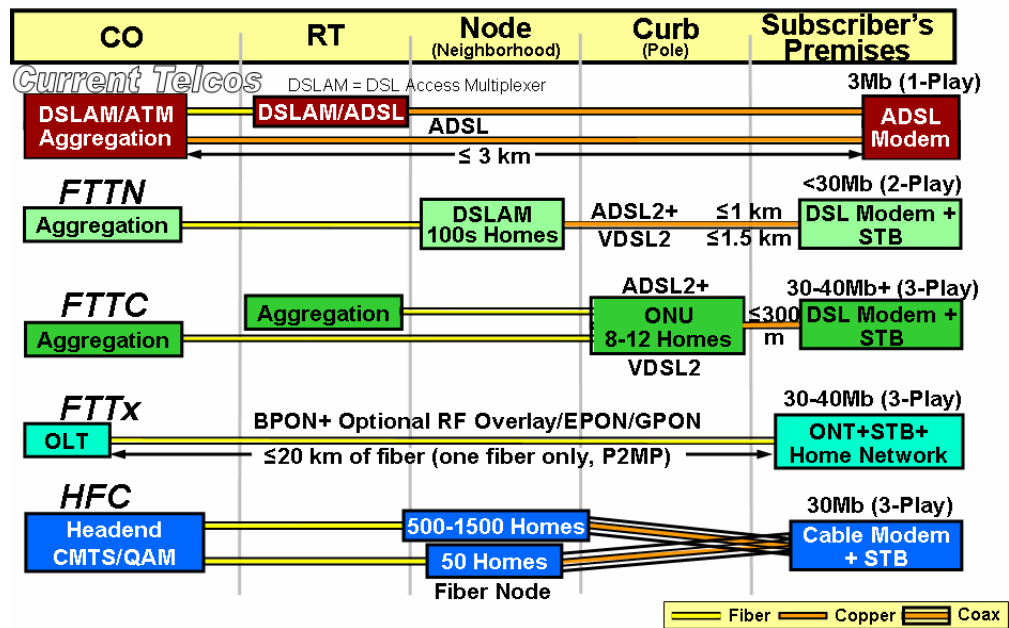 CO
RT
Node
(Neighborhood)
Curb
(Pole)
Subscriber's
Premises
Current Telcos
DSLAM = DSL Access Multiplexer
3Mb (1-Play)
DSLAM/ATM
Aggregation
DSLAM/ADSL
ADSL
ADSL
Modem
≤ 3 km
FTTN
<30Mb (2-Play)
Aggregation
DSLAM
100s Homes
ADSL2+
≤1 km
VDSL2
≤1.5 km
DSL Modem +
STB
FTTC
ADSL2+
30-40Mb+ (3-Play)
Aggregation
Aggregation
ONU
8-12 Homes
≤300
m
DSL Modem +
STB
VDSL2
FTTx
30-40Mb (3-Play)
BPON+ Optional RF Overlay/EPON/GPON
OLT
≤20 km of fiber (one fiber only, P2MP)
ONT+STB+
Home Network
HFC
30Mb (3-Play)
Headend
CMTS/QAM
500-1500 Homes
50 Homes
Fiber Node
Cable Modem
+ STB
Fiber
Copper
Coax